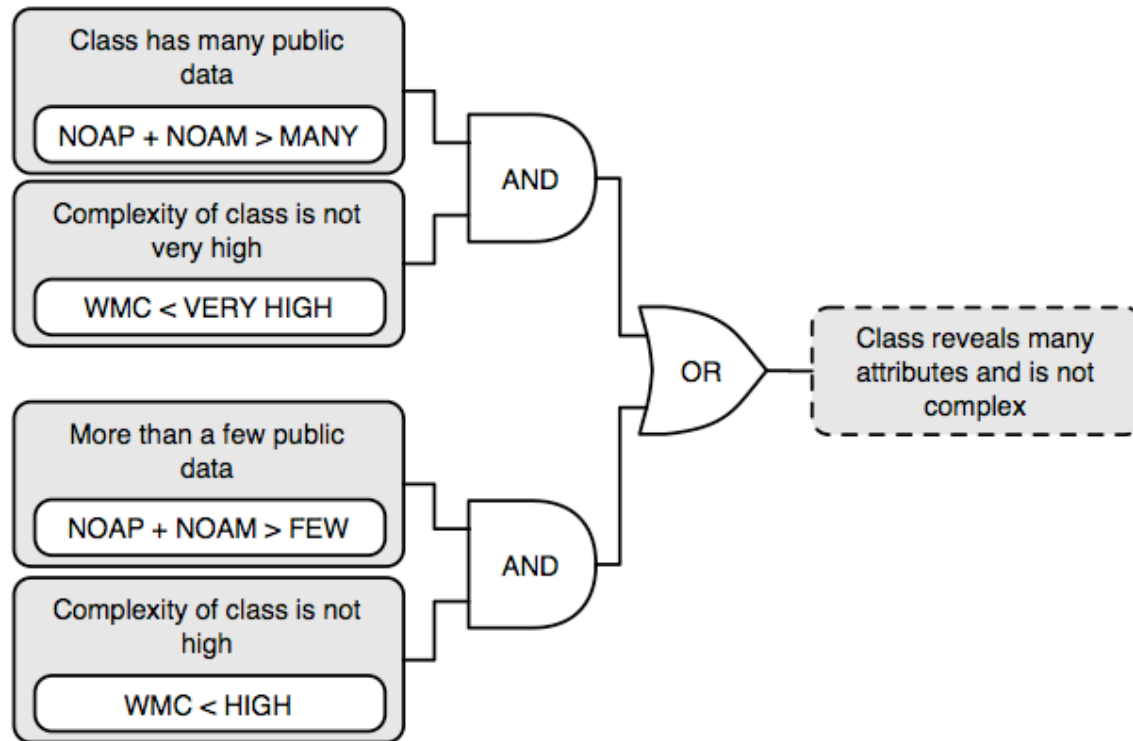 Class has many public
data
NOAP + NOAM > MANY
Complexity of class is not
very high
WMC < VERY HIGH
AND
More than a few public
data
NOAP + NOAM > FEW
Complexity of class is not
high
WMC < HIGH
AND
OR
Class reveals many
attributes and is not
complex